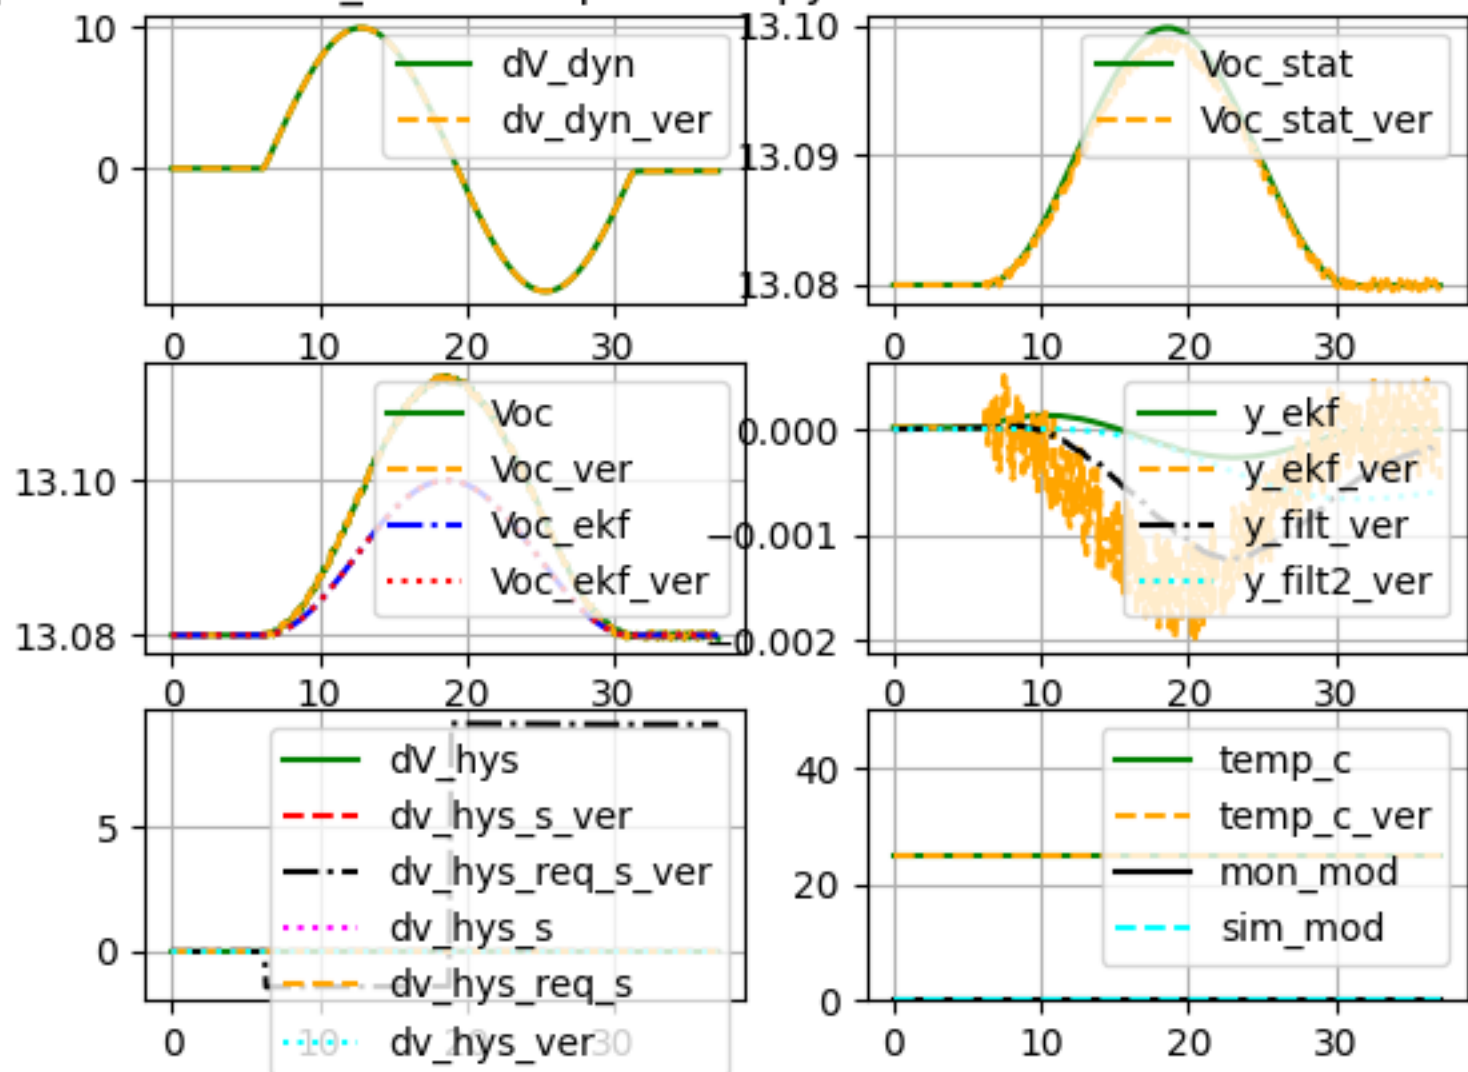 10
0
dV_dyn
dv_dyn_ver
0 10 20 30
13.10
13.09
13.08
Voc_stat
Voc_stat_ver
0 10 20 30
13.10
13.08
Voc
Voc_ver
Voc_ekf
Voc_ekf_ver
0 10 20 30
0.000
−0.001
−0.002
y_ekf
y_ekf_ver
y_filt_ver
y_filt2_ver
0 10 20 30
5
0
dV_hys
dv_hys_s_ver
dv_hys_req_s_ver
dv_hys_s
dv_hys_req_s
dv_hys_ver
0 10 20 30
40
20
0
temp_c
temp_c_ver
mon_mod
sim_mod
0 10 20 30